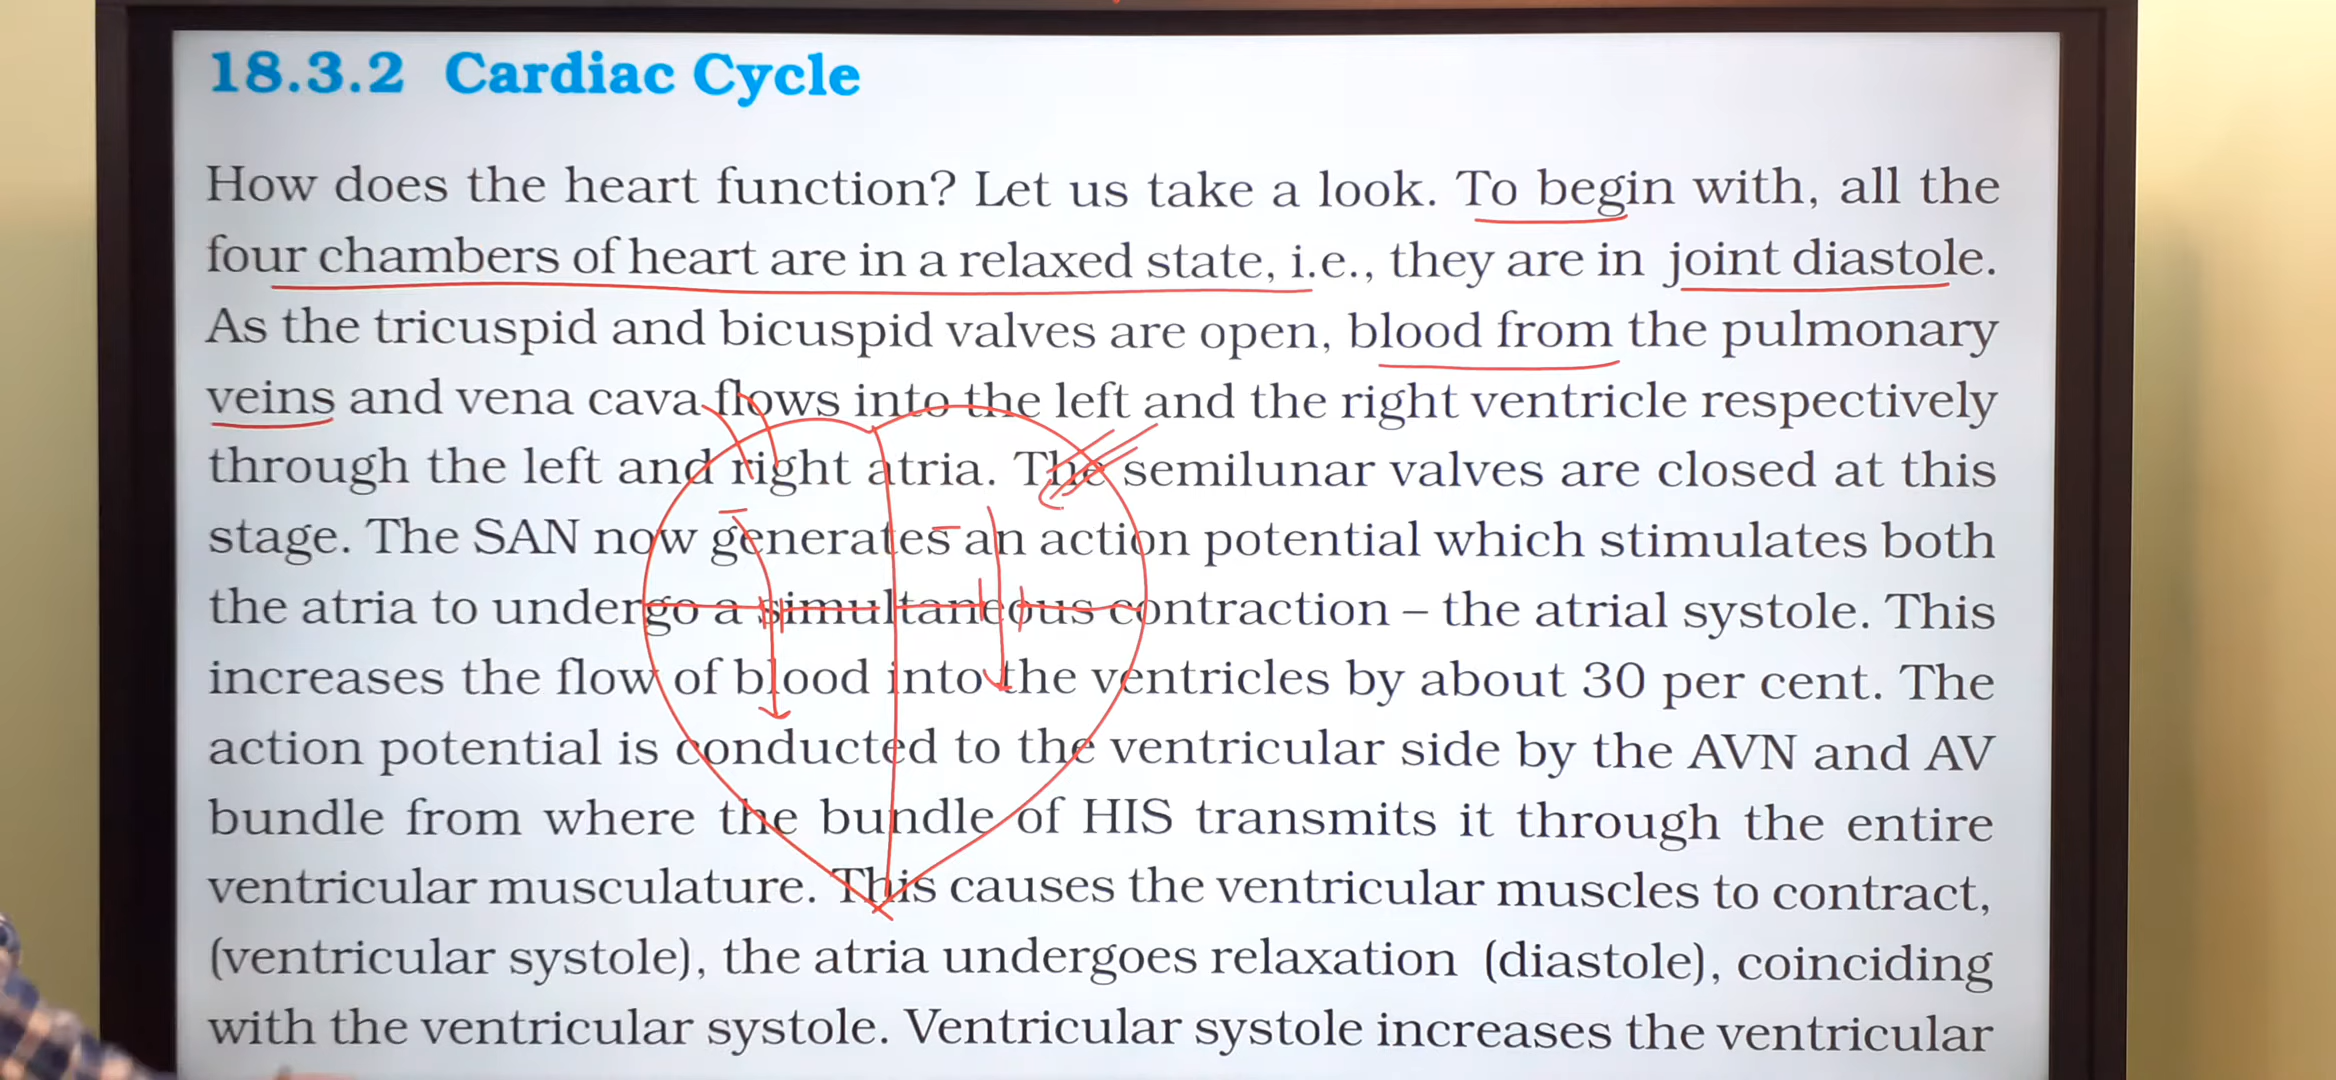 18.3.2 Cardiac Cycle
How does the heart function? Let us take a look. To begin with, all the
four chambers of heart are in a relaxed state, i.e., they are in joint diastole.
As the tricuspid and bicuspid valves are open, blood from the pulmonary
veins and vena cava flows into the left and the right ventricle respectively
through the left and right atria. The semilunar valves are closed at this
stage. The SAN now generates an action potential which stimulates both
the atria to undergo a simultaneous contraction – the atrial systole. This
increases the flow of blood into the ventricles by about 30 per cent. The
action potential is conducted to the ventricular side by the AVN and AV
bundle from where the bundle of HIS transmits it through the entire
ventricular musculature. This causes the ventricular muscles to contract,
(ventricular systole), the atria undergoes relaxation (diastole), coinciding
with the ventricular systole. Ventricular systole increases the ventricular